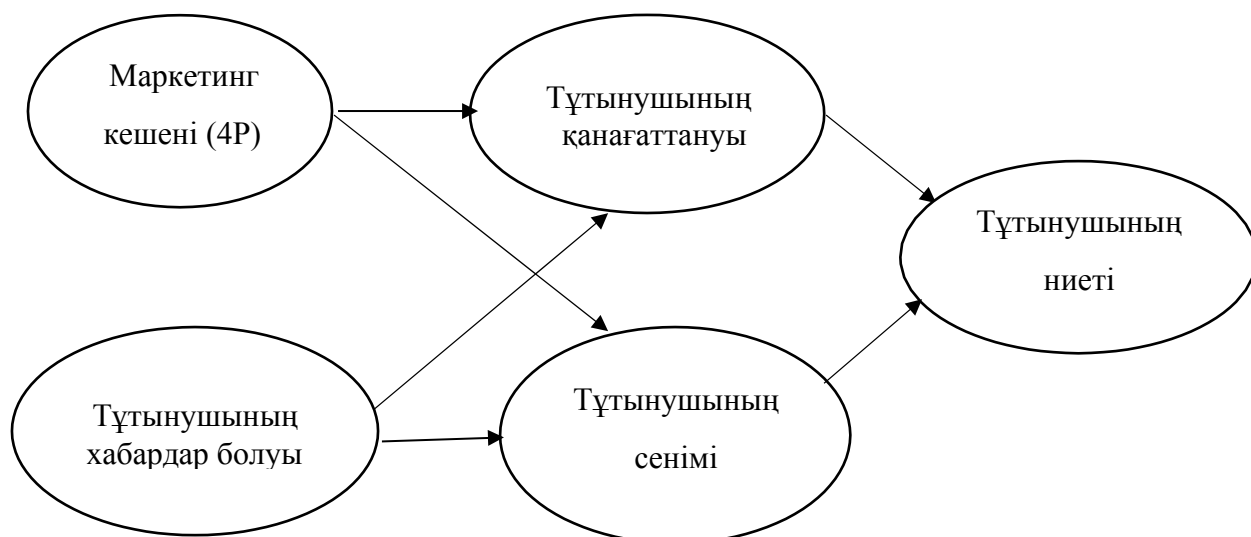 Маркетинг
кешені (4P)
Тұтынушының
қанағаттануы
Тұтынушының
ниеті
Тұтынушының
хабардар болуы
Тұтынушының
сенімі